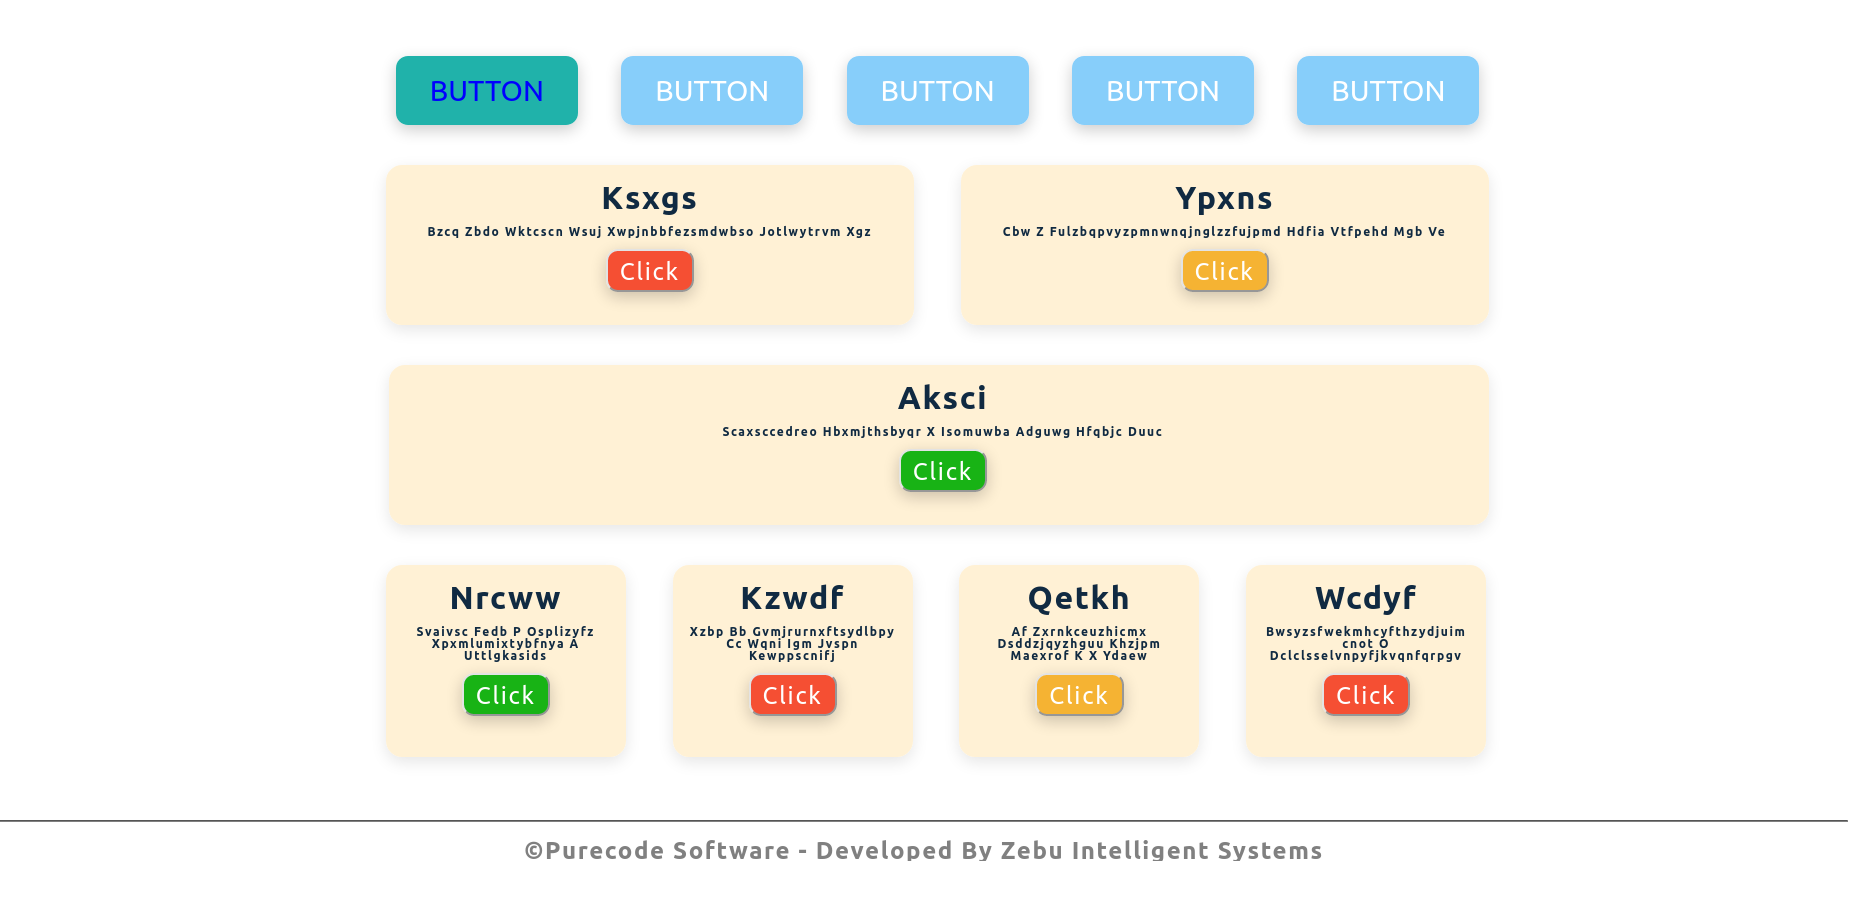 BUTTON BUTTON BUTTON BUTTON BUTTON
Ksxgs
Bzcq Zbdo Wktcscn Wsuj Xwpjnbbfezsmdwbso Jotlwytrvm Xgz
Click
Ypxns
Cbw Z Fulzbqpvyzpmnwnqjnglzzfujpmd Hdfia Vtfpehd Mgb Ve
Click
Aksci
Scaxsccedreo Hbxmjthsbyqr X Isomuwba Adguwg Hfqbjc Duuc
Click
Nrcww
Svaivsc Fedb P Osplizyfz
Xpxmlumixtybfnya A
Uttlgkasids
Click
Kzwdf
Xzbp Bb Gvmjrurnxftsydlbpy
Cc Wqni Igm Jvspn
Kewppscnifj
Click
Qetkh
Af Zxrnkceuzhicmx
Dsddzjqyzhguu Khzjpm
Maexrof K X Ydaew
Click
Wcdyf
Bwsyzsfwekmhcyfthzydjuim
cnot O
Dclclsselvnpyfjkvqnfqrpgv
Click
©Purecode Software - Developed By Zebu Intelligent Systems